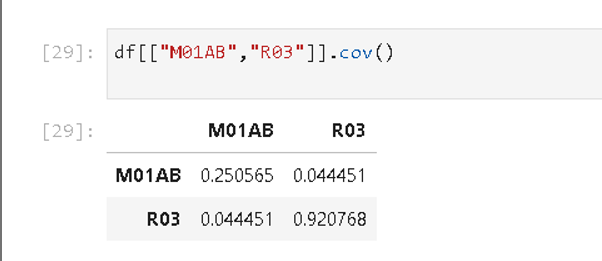 [29]: df[["M01AB","R03"]].cov()
[29]:
M01AB R03
M01AB 0.250565 0.044451
R03 0.044451 0.920768